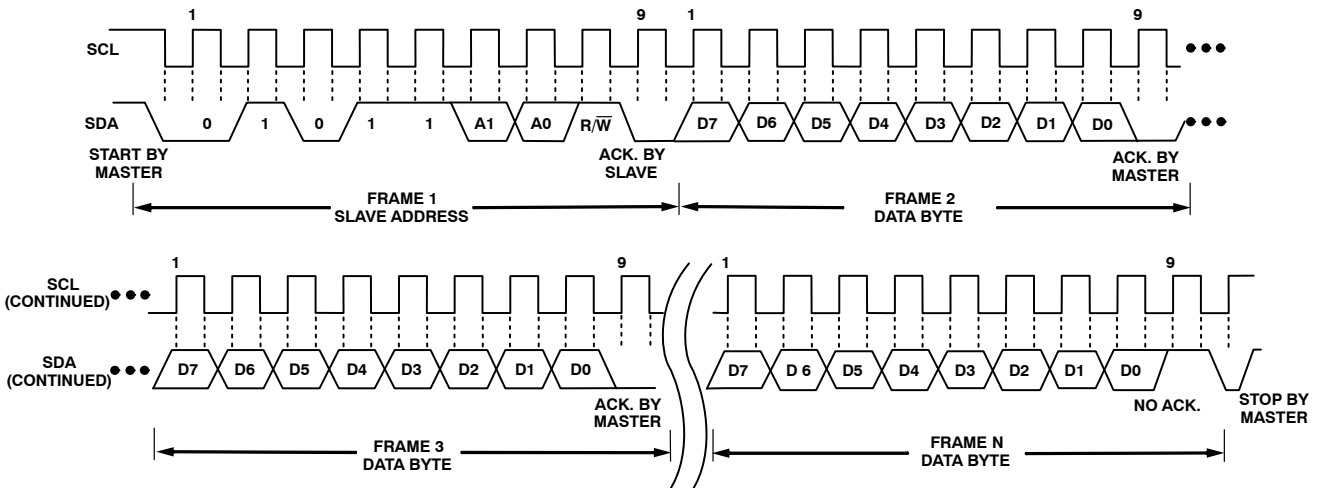 1 9 1 9
SCL
SDA 0 1 0 1 1 A1 A0 R/W̅ D7 D6 D5 D4 D3 D2 D1 D0
START BY
MASTER
ACK. BY
SLAVE
ACK. BY
MASTER
FRAME 1
SLAVE ADDRESS
FRAME 2
DATA BYTE
1 9 1 9
SCL
(CONTINUED)
SDA
(CONTINUED)
D7 D6 D5 D4 D3 D2 D1 D0 D7 D 6 D5 D4 D3 D2 D1 D0
ACK. BY
MASTER
NO ACK.
STOP BY
MASTER
FRAME 3
DATA BYTE
FRAME N
DATA BYTE